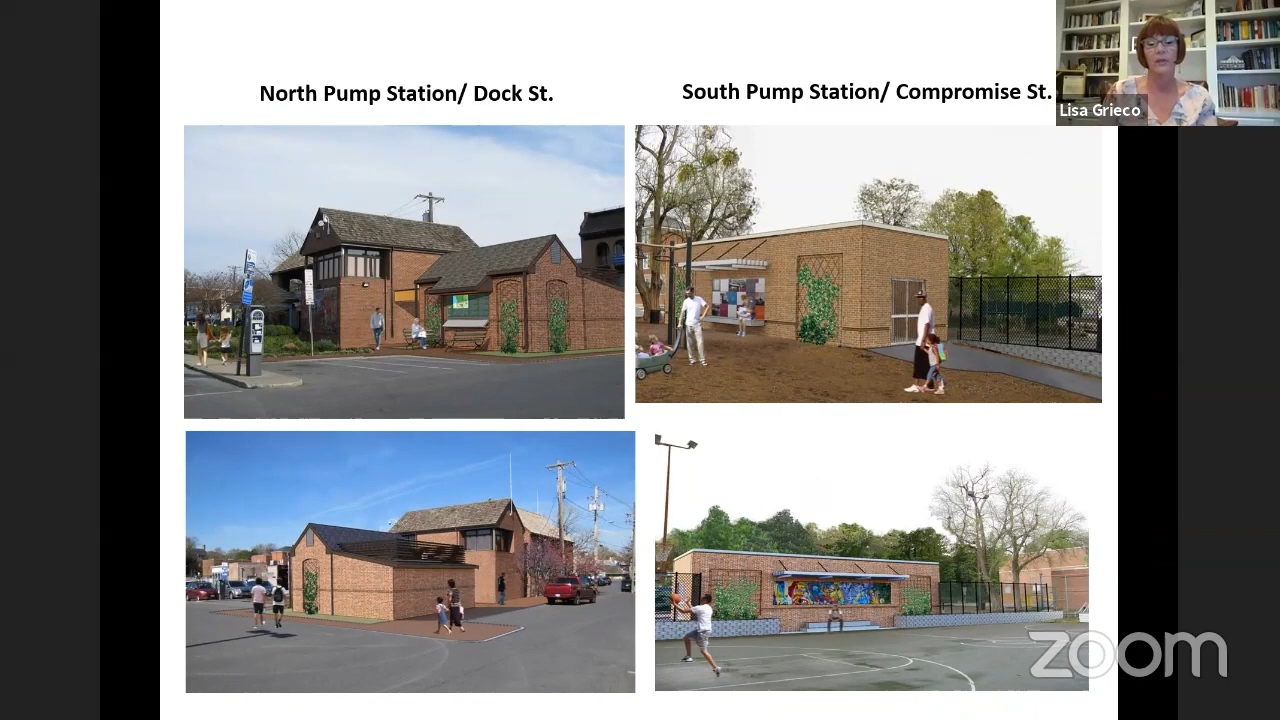 North Pump Station/ Dock St.
South Pump Station/ Compromise St.
Lisa Grieco
zoom